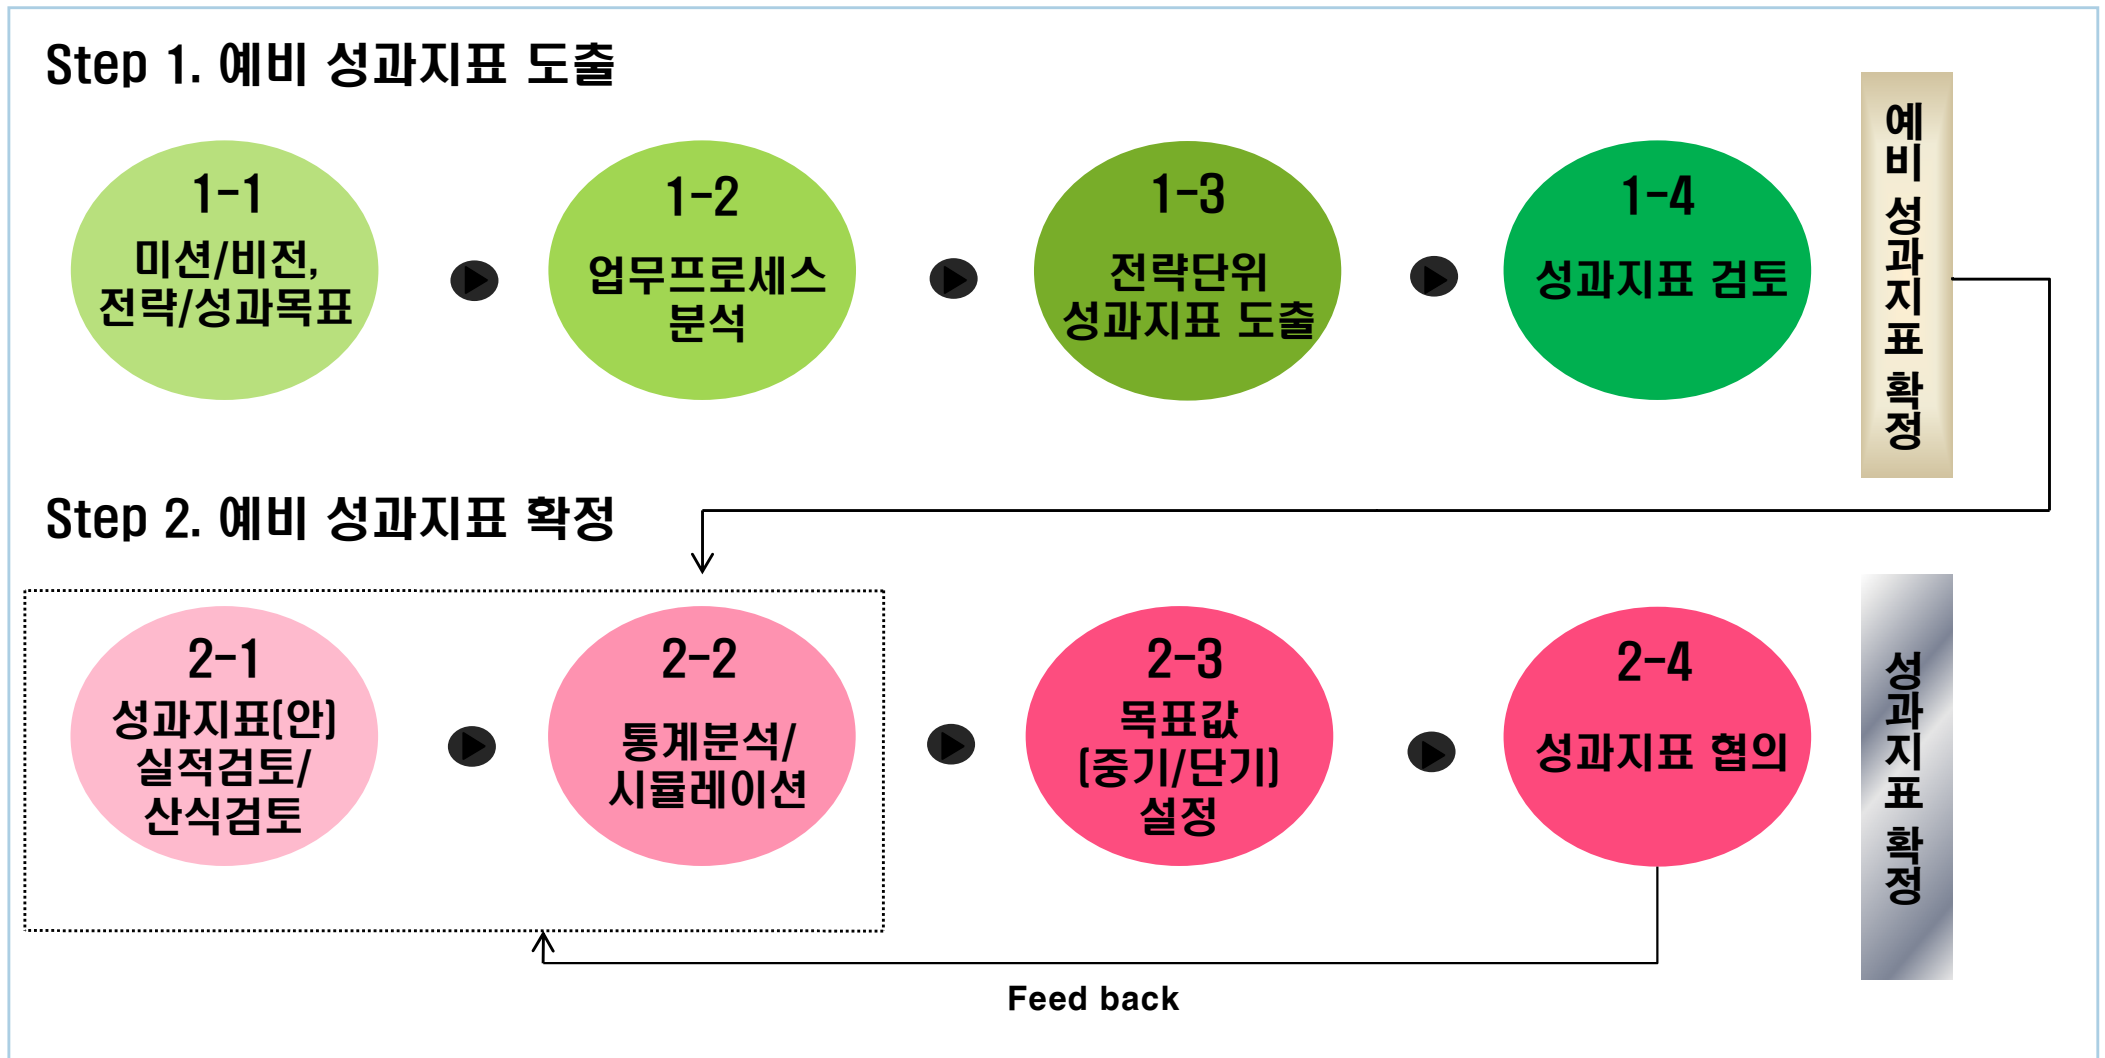 Step 1. 예비 성과지표 도출
1-1
미션/비전,
전략/성과목표
1-2
업무프로세스
분석
1-3
전략단위
성과지표 도출
1-4
성과지표 검토
예비 성과지표 확정
Step 2. 예비 성과지표 확정
2-1
성과지표(안)
실적검토/
산식검토
2-2
통계분석/
시뮬레이션
2-3
목표값
(중기/단기)
설정
2-4
성과지표 협의
성과지표 확정
Feed back